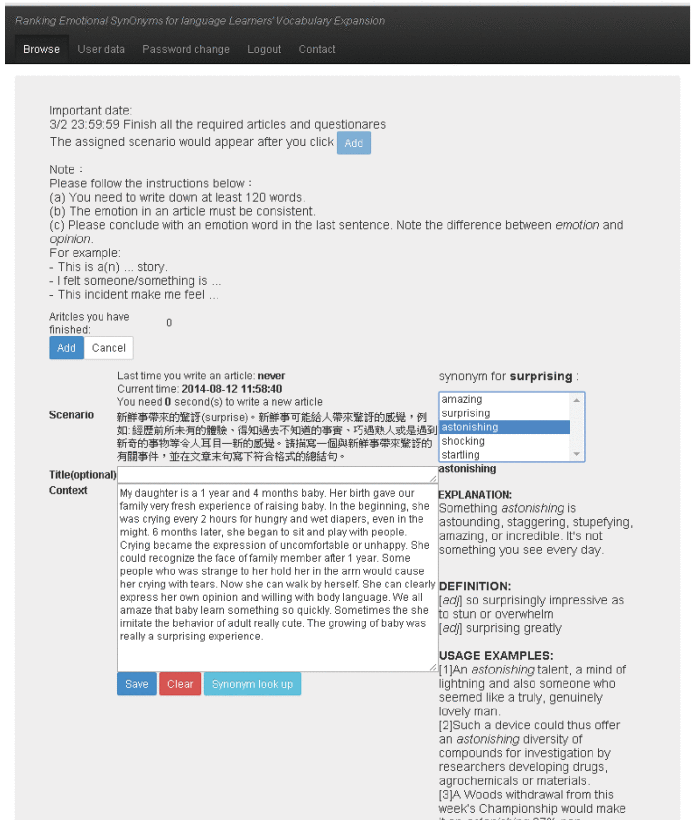 Ranking Emotional SynOnyms for language Learners'Vocabulary Expansion
Browse User data Password change Logout Contact
Important date:
3/2 23:59:59 Finish all the required articles and questionares
The assigned scenario would appear after you click Add
Note：
Please follow the instructions below：
(a) You need to write down at least 120 words.
(b) The emotion in an article must be consistent.
(c) Please conclude with an emotion word in the last sentence. Note the difference between emotion and
opinion.
For example:
- This is a(n) ... story.
- I felt someone/something is ...
- This incident make me feel ...
Aritcles you have
finished:
0
Add Cancel
Last time you write an article: never
Current time: 2014-08-12 11:58:40
You need 0 second(s) to write a new article
Scenario
新鮮事帶來的驚訝(surprise)。新鮮事可能給人帶來驚訝的感覺，例
如:經歷前所未有的體驗、得知過去不知道的事實、巧遇熟人或是遇到
新奇的事物等令人耳目一新的感覺。請描寫一個與新鮮事帶來驚訝的
有關事件，並在文章末句寫下符合格式的總結句。
Title(optional)
Context
My daughter is a 1 year and 4 months baby. Her birth gave our
family very fresh experience of raising baby. In the beginning, she
was crying every 2 hours for hungry and wet diapers, even in the
might. 6 months later, she began to sit and play with people.
Crying became the expression of uncomfortable or unhappy. She
could recognize the face of family member after 1 year. Some
people who was strange to her hold her in the arm would cause
her crying with tears. Now she can walk by herself. She can clearly
express her own opinion and willing with body language. We all
amaze that baby learn something so quickly. Sometimes the she
imitate the behavior of adult really cute. The growing of baby was
really a surprising experience.
Save Clear Synonym look up
synonym for surprising :
amazing
surprising
astonishing
shocking
startling
astonishing
EXPLANATION:
Something astonishing is
astounding, staggering, stupefying,
amazing, or incredible. It's not
something you see every day.
DEFINITION:
[adj] so surprisingly impressive as
to stun or overwhelm
[adj] surprising greatly
USAGE EXAMPLES:
[1]An astonishing talent, a mind of
lightning and also someone who
seemed like a truly, genuinely
lovely man.
[2]Such a device could thus offer
an astonishing diversity of
compounds for investigation by
researchers developing drugs,
agrochemicals or materials.
[3]A Woods withdrawal from this
week's Championship would make